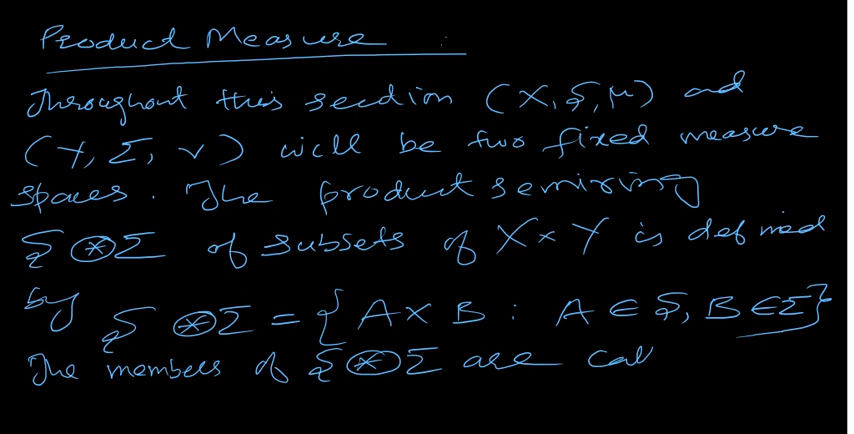 Product Measure
Throughout this section (X, S, μ) and
(Y, Σ, ν) will be two fixed measure
spaces. The product semiring
S ⊛ Σ of subsets of X × Y is defined
by S ⊛ Σ = {A × B : A ∈ S, B ∈ Σ}
The members of S ⊛ Σ are cal